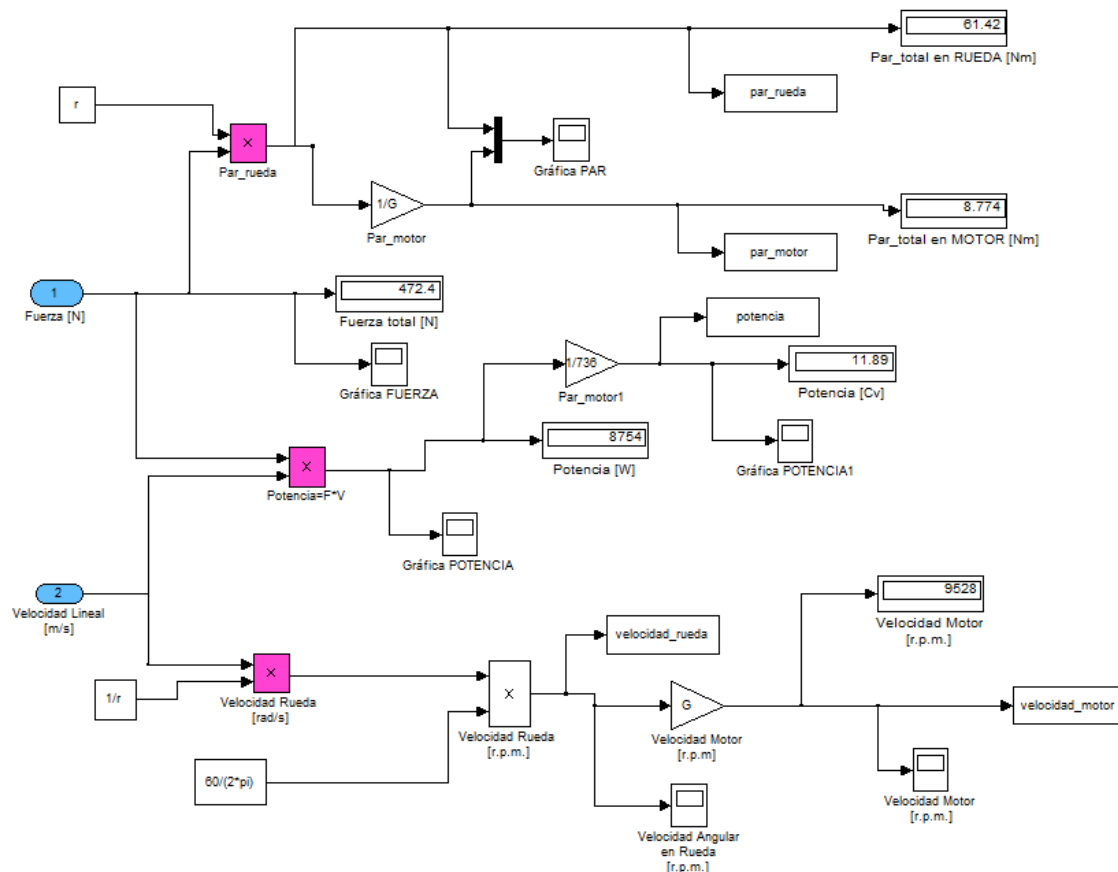 61.42
Par_total en RUEDA [Nm]
par_rueda
r
×
Par_rueda
Gráfica PAR
1/G
Par_motor
8.774
Par_total en MOTOR [Nm]
par_motor
1
Fuerza [N]
472.4
Fuerza total [N]
Gráfica FUERZA
potencia
1/736
Par_motor1
11.89
Potencia [Cv]
8754
Potencia [W]
Gráfica POTENCIA1
×
Potencia=F*V
Gráfica POTENCIA
2
Velocidad Lineal
[m/s]
9528
Velocidad Motor
[r.p.m.]
velocidad_rueda
×
Velocidad Rueda
[rad/s]
1/r
×
Velocidad Rueda
[r.p.m.]
G
Velocidad Motor
[r.p.m]
velocidad_motor
60/(2*pi)
Velocidad Angular
en Rueda
[r.p.m.]
Velocidad Motor
[r.p.m.]